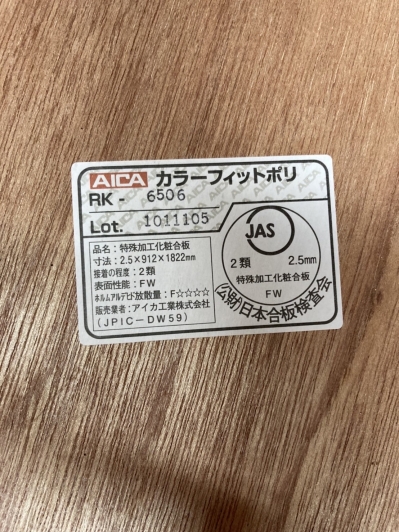 AICA カラーフィットポリ
RK - 6506
Lot. 1011105
品名：特殊加工化粧合板
寸法：2.5×912×1822mm
接着の程度：2類
表面性能：FW
ホルムアルデヒド放散量：F☆☆☆☆
販売業者：アイカ工業株式会社
(JPIC-DW59)
JAS
2類 2.5mm
特殊加工化粧合板
FW
(公財)日本合板検査会